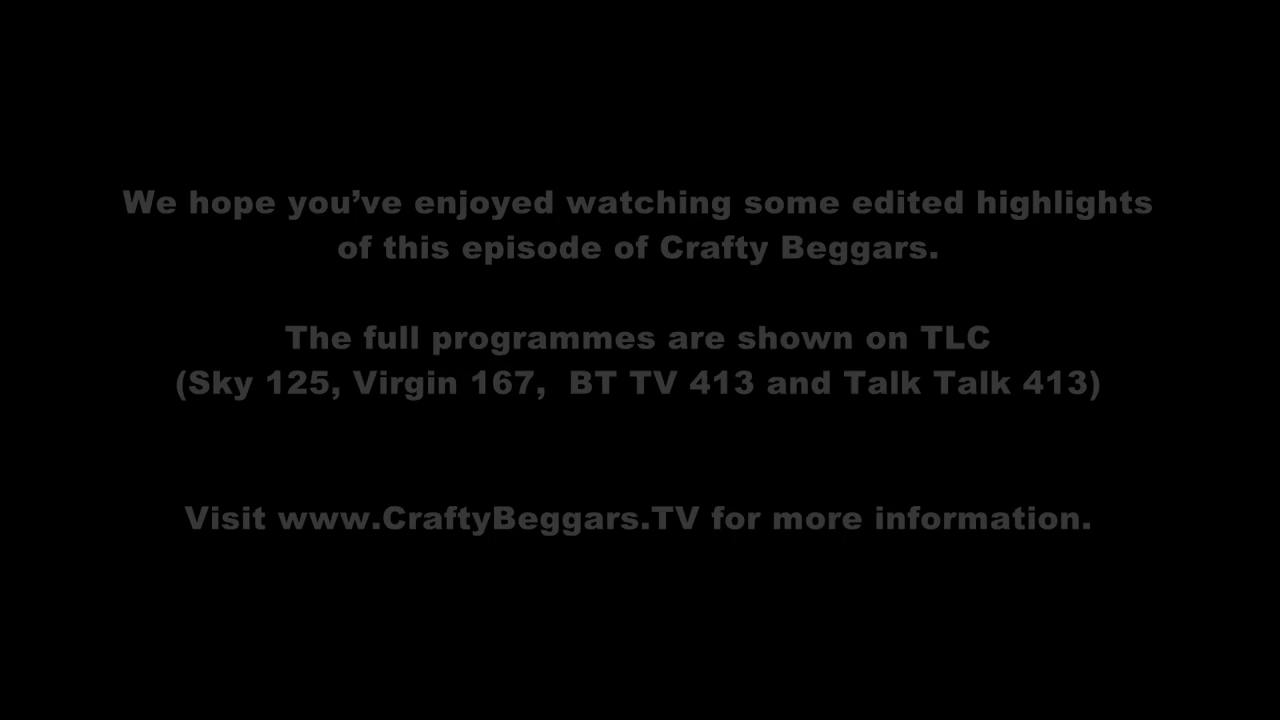 We hope you’ve enjoyed watching some edited highlights
of this episode of Crafty Beggars.
The full programmes are shown on TLC
(Sky 125, Virgin 167,  BT TV 413 and Talk Talk 413)
Visit www.CraftyBeggars.TV for more information.